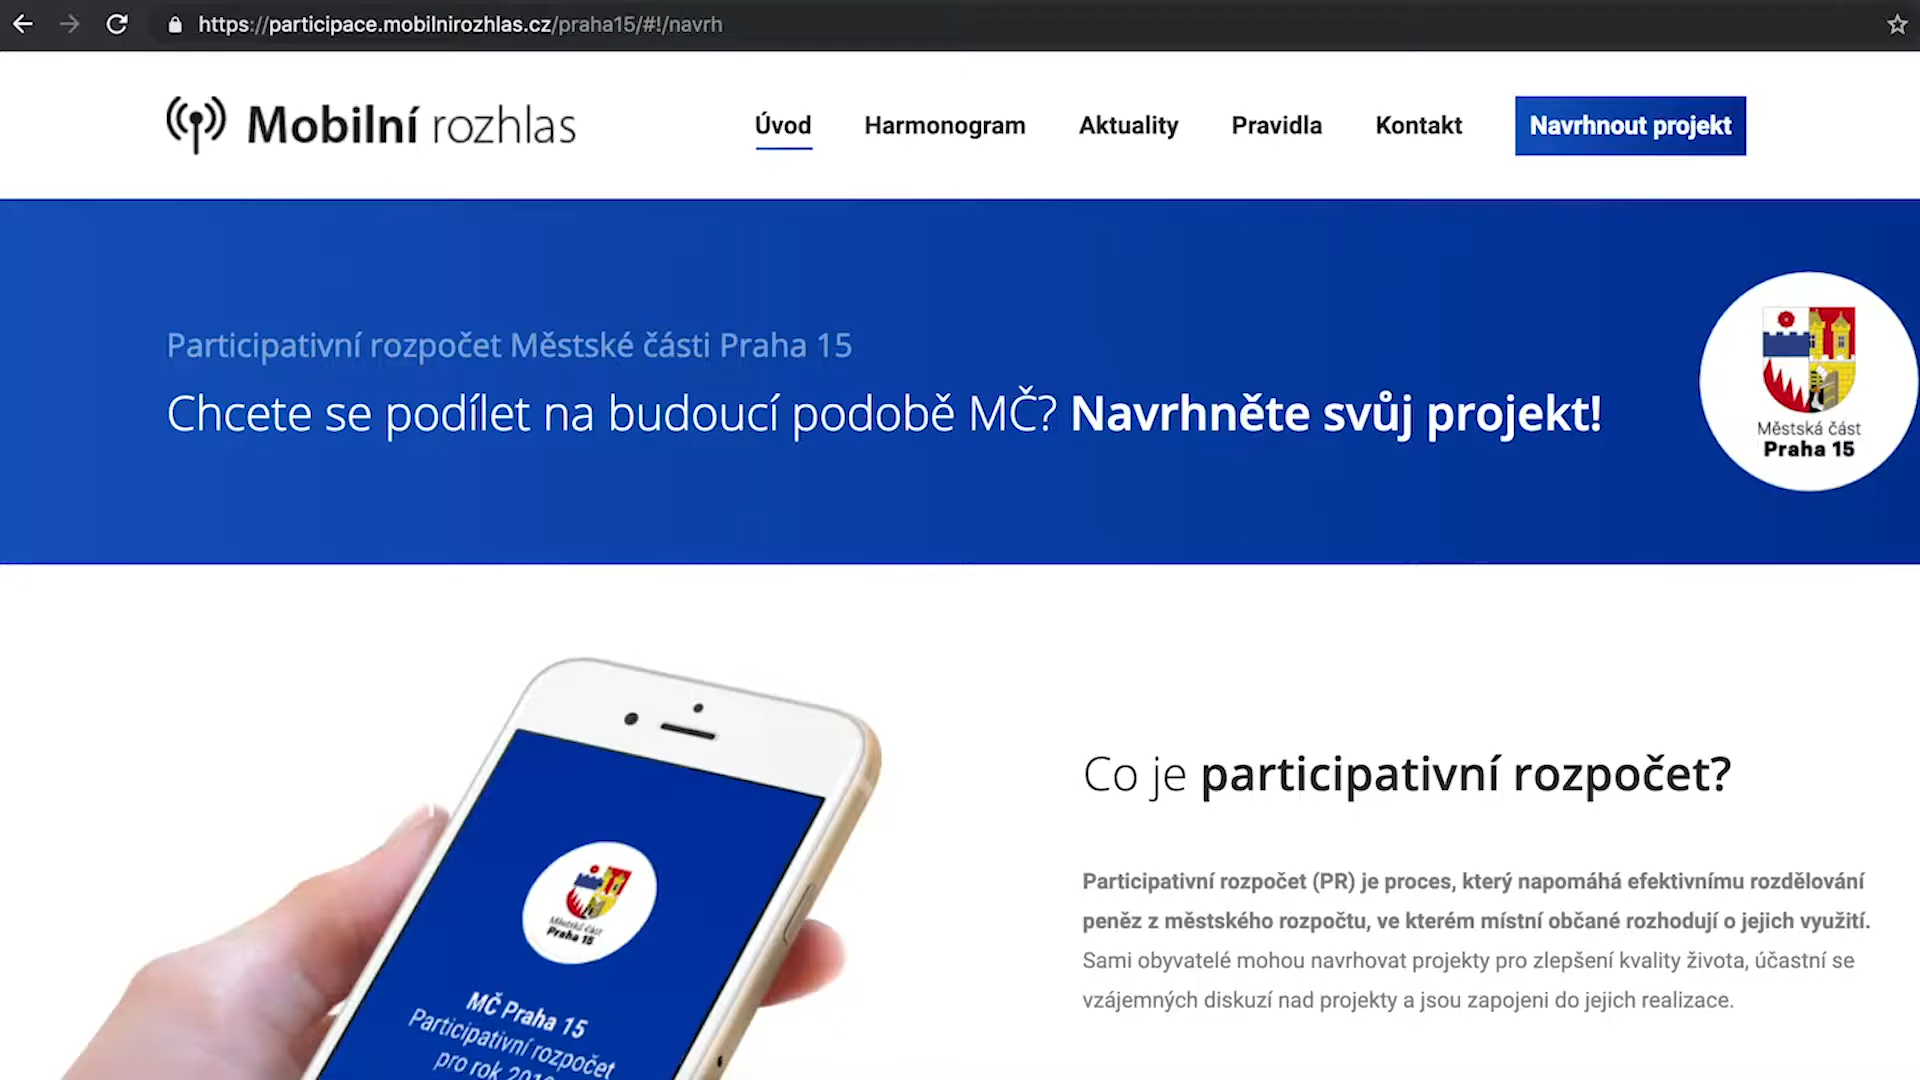 https://participace.mobilnirozhlas.cz/praha15/#!/navrh
Mobilní rozhlas
Úvod
Harmonogram
Aktuality
Pravidla
Kontakt
Navrhnout projekt
Participativní rozpočet Městské části Praha 15
Chcete se podílet na budoucí podobě MČ? Navrhněte svůj projekt!
Městská část
Praha 15
Co je participativní rozpočet?
Participativní rozpočet (PR) je proces, který napomáhá efektivnímu rozdělování
peněz z městského rozpočtu, ve kterém místní občané rozhodují o jejich využití.
Sami obyvatelé mohou navrhovat projekty pro zlepšení kvality života, účastní se
vzájemných diskuzí nad projekty a jsou zapojeni do jejich realizace.
Městská část
Praha 15
MČ Praha 15
Participativní rozpočet
pro rok